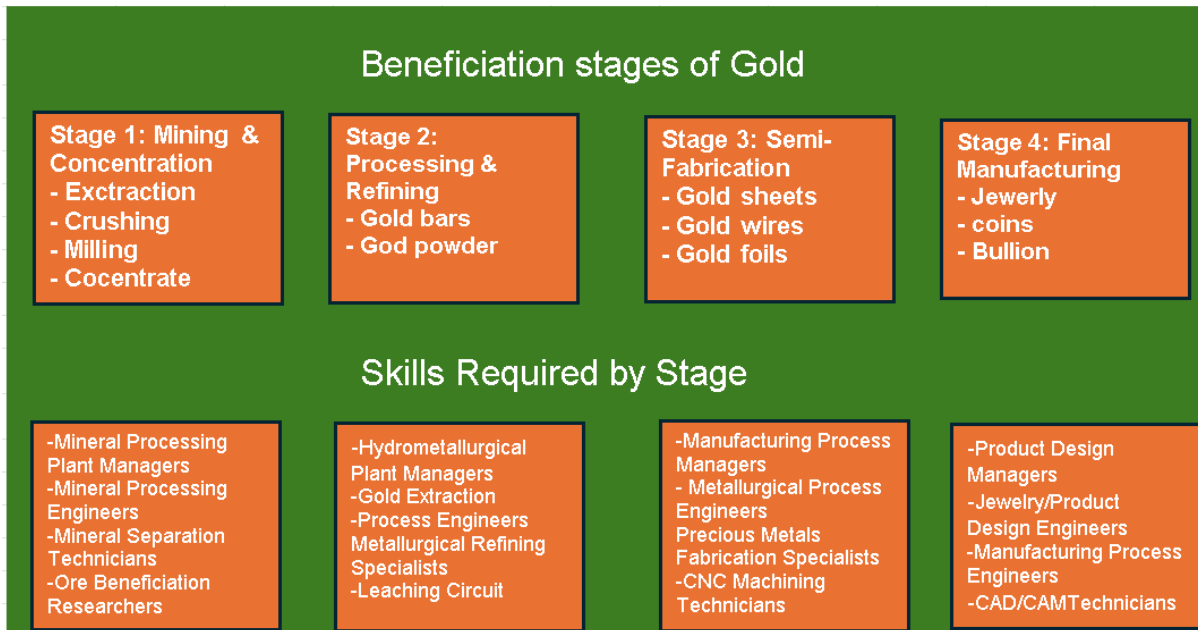 Beneficiation stages of Gold
Stage 1: Mining &
Concentration
- Exctraction
- Crushing
- Milling
- Cocentrate
Stage 2:
Processing &
Refining
- Gold bars
- God powder
Stage 3: Semi-
Fabrication
- Gold sheets
- Gold wires
- Gold foils
Stage 4: Final
Manufacturing
- Jewerly
- coins
- Bullion
Skills Required by Stage
-Mineral Processing
Plant Managers
-Mineral Processing
Engineers
-Mineral Separation
Technicians
-Ore Beneficiation
Researchers
-Hydrometallurgical
Plant Managers
-Gold Extraction
-Process Engineers
Metallurgical Refining
Specialists
-Leaching Circuit
-Manufacturing Process
Managers
- Metallurgical Process
Engineers
Precious Metals
Fabrication Specialists
-CNC Machining
Technicians
-Product Design
Managers
-Jewelry/Product
Design Engineers
-Manufacturing Process
Engineers
-CAD/CAMTechnicians